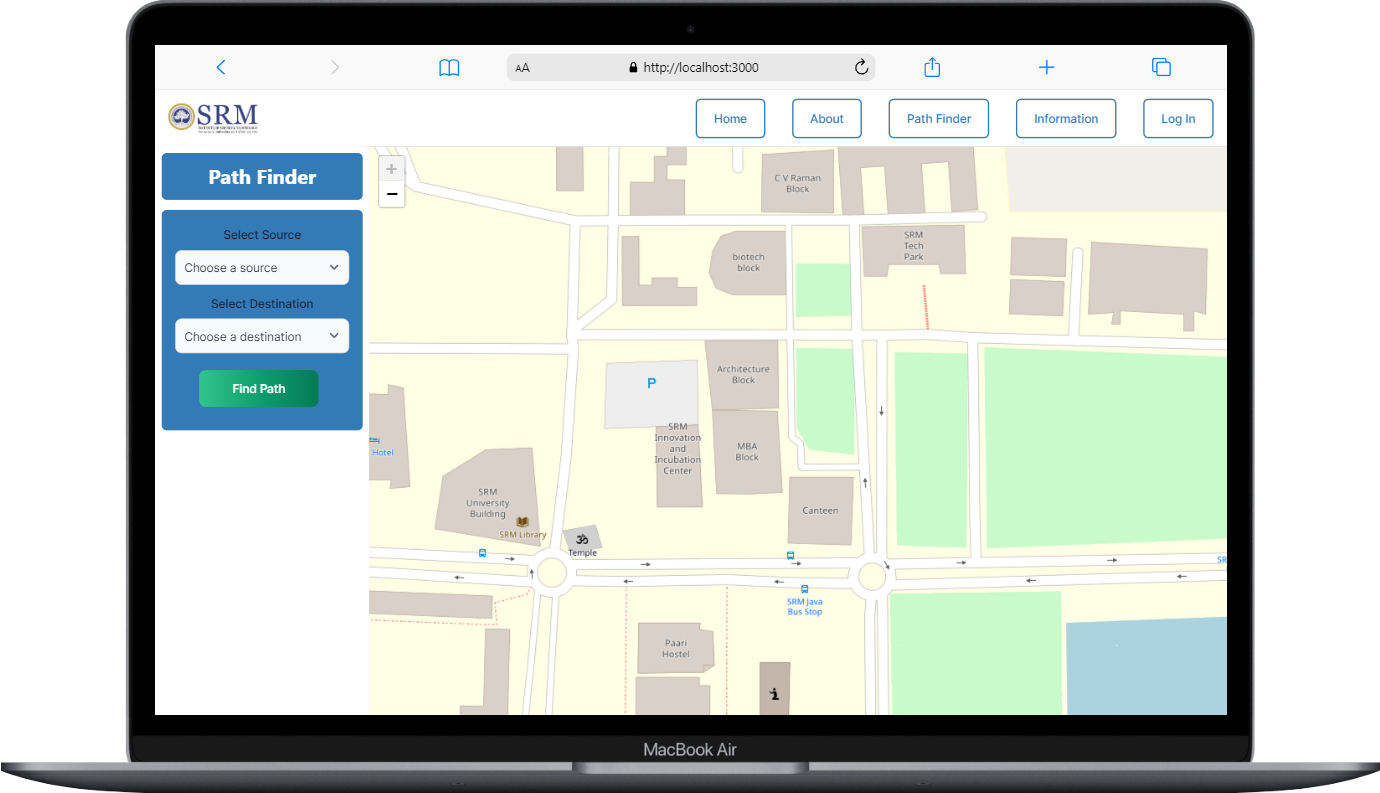 AA
http://localhost:3000
SRM
Home
About
Path Finder
Information
Log In
Path Finder
Select Source
Choose a source
Select Destination
Choose a destination
Find Path
+
−
C V Raman
Block
SRM
Tech
Park
biotech
block
Architecture
Block
P
SRM
Innovation
and
Incubation
Center
MBA
Block
Hotel
SRM
University
Building
SRM Library
Canteen
ॐ
Temple
SR
SRM Java
Bus Stop
Paari
Hostel
MacBook Air